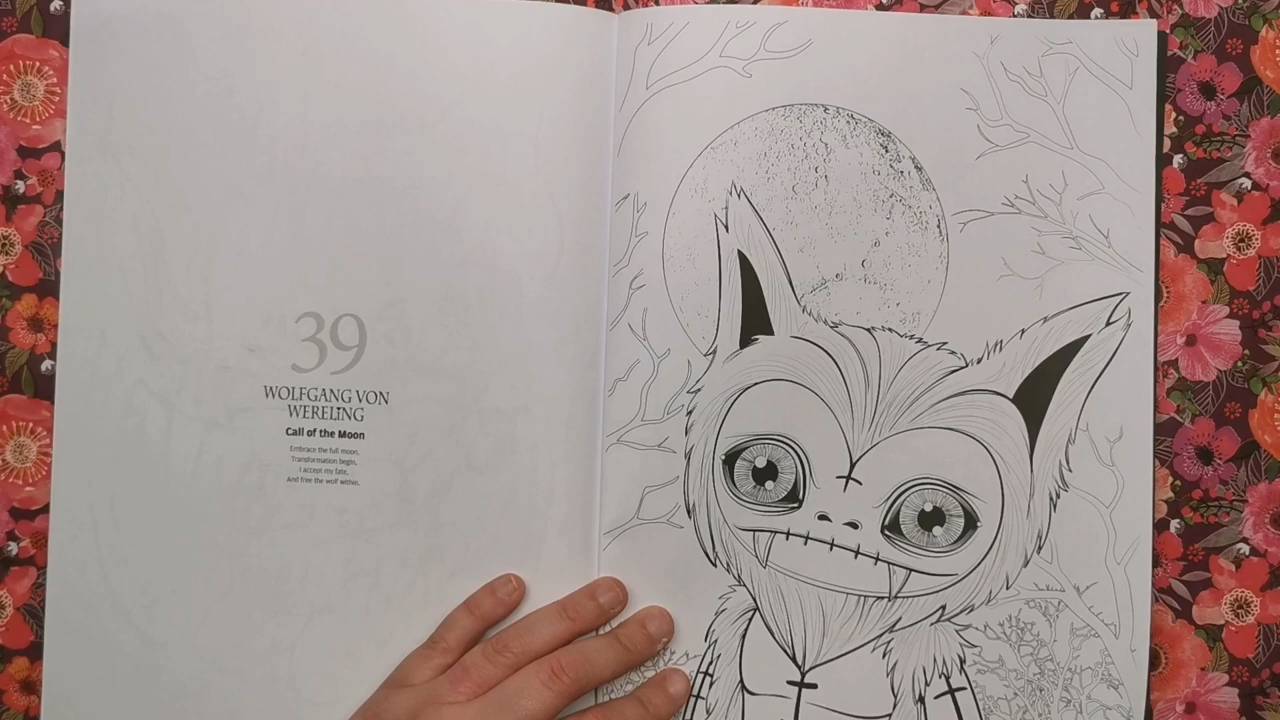 39
WOLFGANG VON
WERELING
Call of the Moon
Embrace the full moon,
Transformation begin,
I accept my fate,
And free the wolf within.